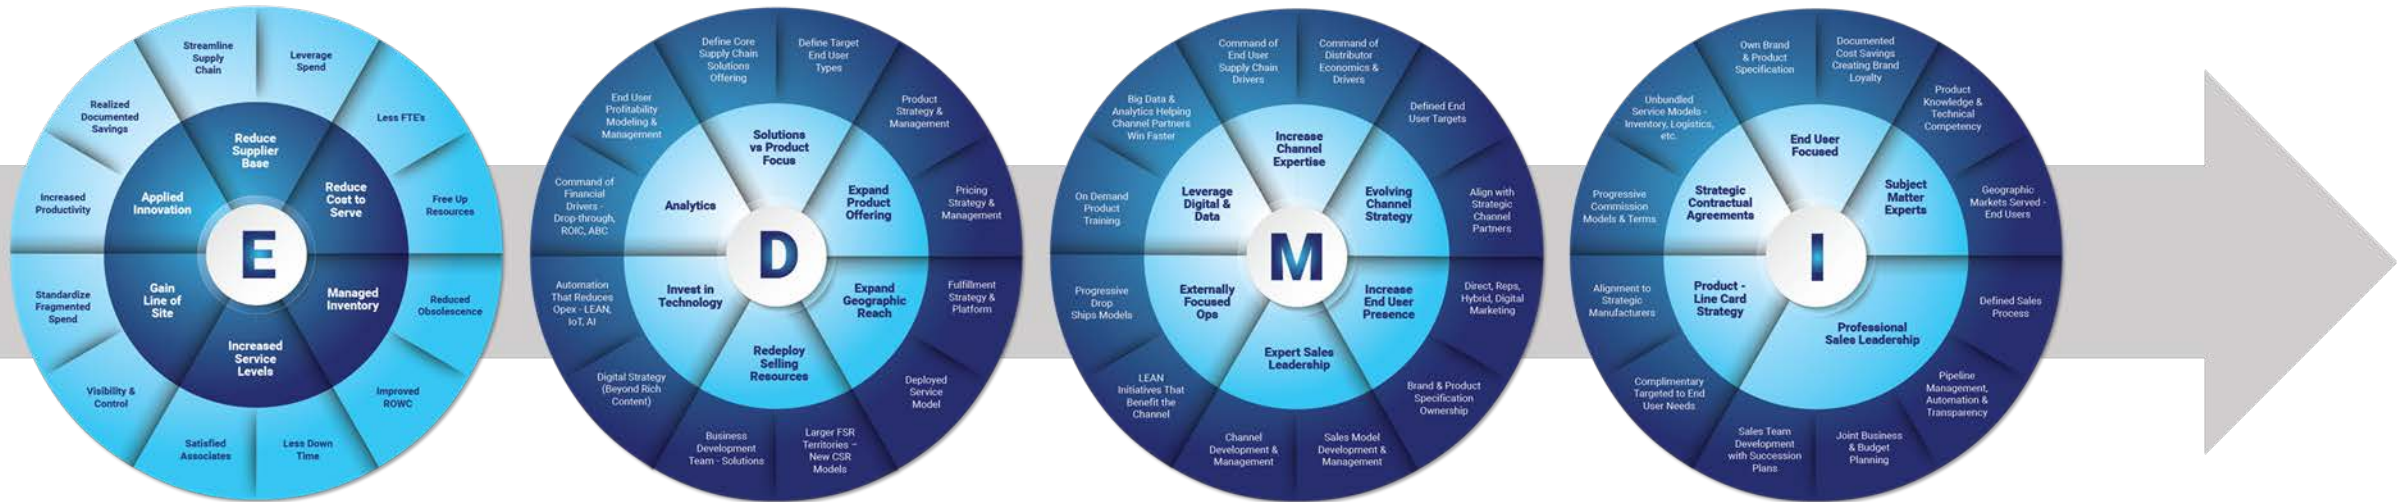 Streamline
Supply
Chain
Leverage
Spend
Less FTE's
Free Up
Resources
Reduced
Obsolescence
Improved
ROWC
Less Down
Time
Satisfied
Associates
Visibility &
Control
Standardize
Fragmented
Spend
Increased
Productivity
Realized
Documented
Savings
Reduce
Supplier
Base
Reduce
Cost to
Serve
Managed
Inventory
Increased
Service
Levels
Gain
Line of
Site
Applied
Innovation
E
Define Core
Supply Chain
Solutions
Offering
Define Target
End User
Types
Product
Strategy &
Management
Pricing
Strategy &
Management
Fulfillment
Strategy &
Platform
Deployed
Service
Model
Larger FSR
Territories –
New CSR
Models
Business
Development
Team - Solutions
Digital Strategy
(Beyond Rich
Content)
Automation
That Reduces
Opex - LEAN,
IoT, AI
Command of
Financial
Drivers -
Drop-through,
ROIC, ABC
End User
Profitability
Modeling &
Management
Solutions
vs Product
Focus
Expand
Product
Offering
Expand
Geographic
Reach
Redeploy
Selling
Resources
Invest in
Technology
Analytics
D
Command of
End User
Supply Chain
Drivers
Command of
Distributor
Economics &
Drivers
Defined End
User Targets
Align with
Strategic
Channel
Partners
Direct, Reps,
Hybrid, Digital
Marketing
Brand & Product
Specification
Ownership
Sales Model
Development &
Management
Channel
Development &
Management
LEAN
Initiatives That
Benefit the
Channel
Progressive
Drop
Ships Models
On Demand
Product
Training
Big Data &
Analytics Helping
Channel Partners
Win Faster
Increase
Channel
Expertise
Evolving
Channel
Strategy
Increase
End User
Presence
Expert Sales
Leadership
Externally
Focused
Ops
Leverage
Digital &
Data
M
Own Brand
& Product
Specification
Documented
Cost Savings
Creating Brand
Loyalty
Product
Knowledge &
Technical
Competency
Geographic
Markets Served -
End Users
Defined Sales
Process
Pipeline
Management,
Automation &
Transparency
Joint Business
& Budget
Planning
Sales Team
Development
with Succession
Plans
Complimentary
Targeted to End
User Needs
Alignment to
Strategic
Manufacturers
Progressive
Commission
Models & Terms
Unbundled
Service Models -
Inventory, Logistics,
etc.
End User
Focused
Subject
Matter
Experts
Professional
Sales Leadership
Product -
Line Card
Strategy
Strategic
Contractual
Agreements
I